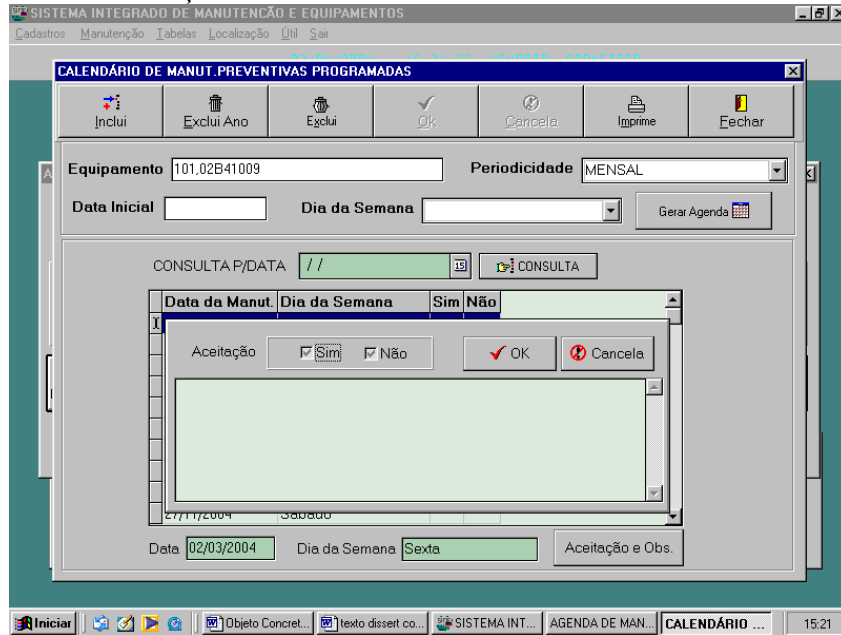 SISTEMA INTEGRADO DE MANUTENCÃO E EQUIPAMENTOS
Cadastros Manutenção Tabelas Localização Útil Sair
CALENDÁRIO DE MANUT.PREVENTIVAS PROGRAMADAS
Inclui Exclui Ano Exclui Ok Cancela Imprime Fechar
Equipamento 101,02B41009 Periodicidade MENSAL
Data Inicial Dia da Semana Gerar Agenda
CONSULTA P/DATA / / 15 CONSULTA
Data da Manut. Dia da Semana Sim Não
Aceitação Sim Não OK Cancela
27/11/2004 Sábado
Data 02/03/2004 Dia da Semana Sexta Aceitação e Obs.
Iniciar Objeto Concret... texto dissert co... SISTEMA INT... AGENDA DE MAN... CALENDÁRIO ... 15:21